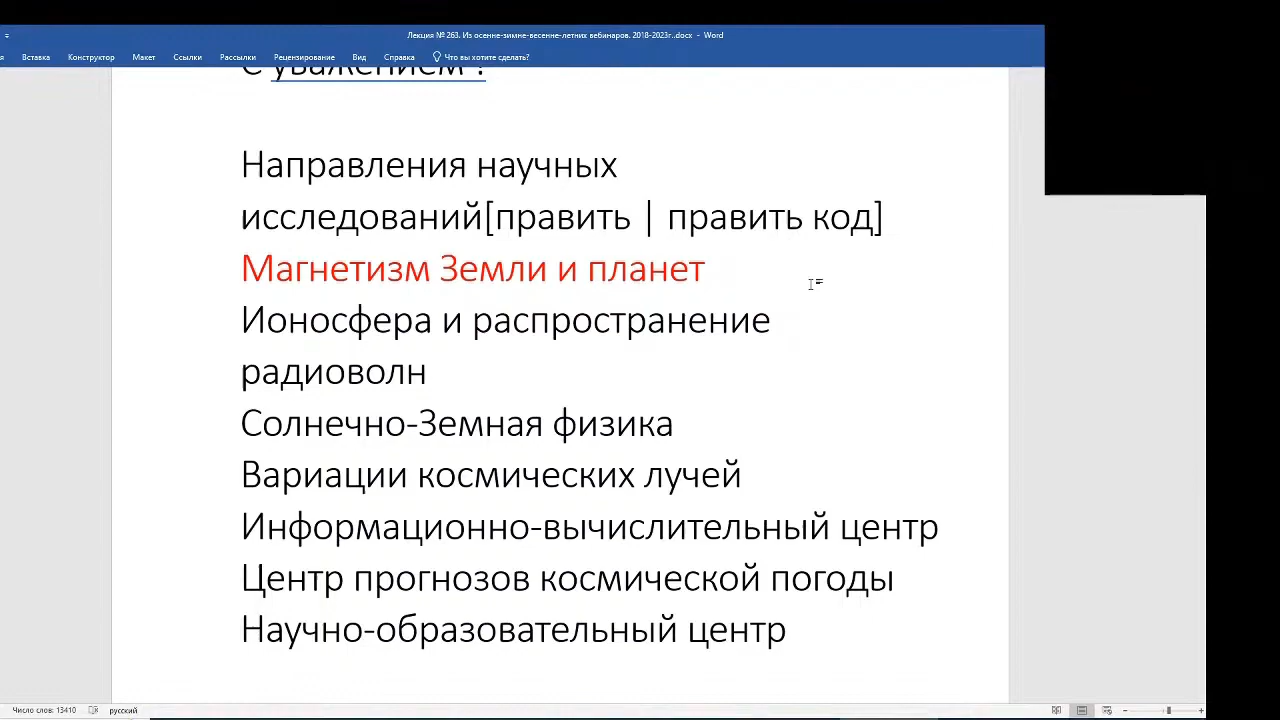 Лекция № 263. Из осенне-зимне-весенне-летних вебинаров. 2018-2023г..docx - Word
я Вставка Конструктор Макет Ссылки Рассылки Рецензирование Вид Справка Что вы хотите сделать?
С уважением !
Направления научных
исследований[править | править код]
Магнетизм Земли и планет
Ионосфера и распространение
радиоволн
Солнечно-Земная физика
Вариации космических лучей
Информационно-вычислительный центр
Центр прогнозов космической погоды
Научно-образовательный центр
Число слов: 13410 русский